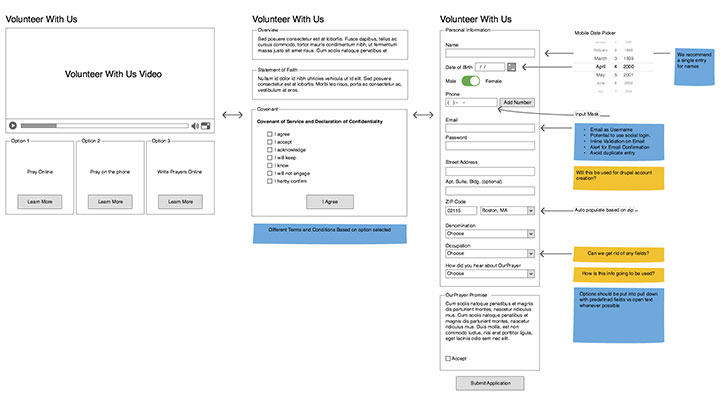 Volunteer With Us
Volunteer With Us Video
Option 1
Pray Online
Learn More
Option 2
Pray on the phone
Learn More
Option 3
Write Prayers Online
Learn More
Volunteer With Us
Overview
Sed posuere consectetur est at lobortis. Fusce dapibus, tellus ac
cursus commodo, tortor mauris condimentum nibh, ut fermentum
massa justo sit amet risus. Cum sociis natoque penatibus et
Statement of Faith
Nullam id dolor id nibh ultricies vehicula ut id elit. Sed posuere
consectetur est at lobortis. Morbi leo risus, porta ac consectetur ac,
vestibulum at eros.
Covenant
Covenant of Service and Declaration of Confidentiality
I agree
I accept
I acknowledge
I will keep
I know
I will not engage
I herby confirm
I Agree
Different Terms and Conditions Based on option selected
Volunteer With Us
Personal Information
Name
Date of Birth / /
Male Female
Phone
( ) - - Add Number
Email
Password
Street Address
Apt, Suite, Bldg. (optional)
ZIP Code
02115 Boston, MA
Denomination
Choose
Occupation
Choose
How did you hear about OurPrayer
Choose
OurPrayer Promise
Cum sociis natoque penatibus et magnis
dis parturient montes, nascetur ridiculus
mus. Cum sociis natoque penatibus et
magnis dis parturient montes, nascetur
ridiculus mus. Duis mollis, est non
commodo luctus, nisi erat porttitor ligula,
eget lacinia odio sem nec elit.
Accept
Submit Application
Mobile Date Picker
March 3 1999
April 4 2000
May 5 2001
June 2002
We recommend
a single entry
for names
Input Mask
Email as Username
Potential to use social login.
Inline Validation on Email
Alert for Email Confirmation
Avoid duplicate entry
Will this be used for drupal account
creation?
Auto populate based on zip
Can we get rid of any fields?
How is this info going to be used?
Options should be put into pull down
with predefined fields vs open text
whenever possible